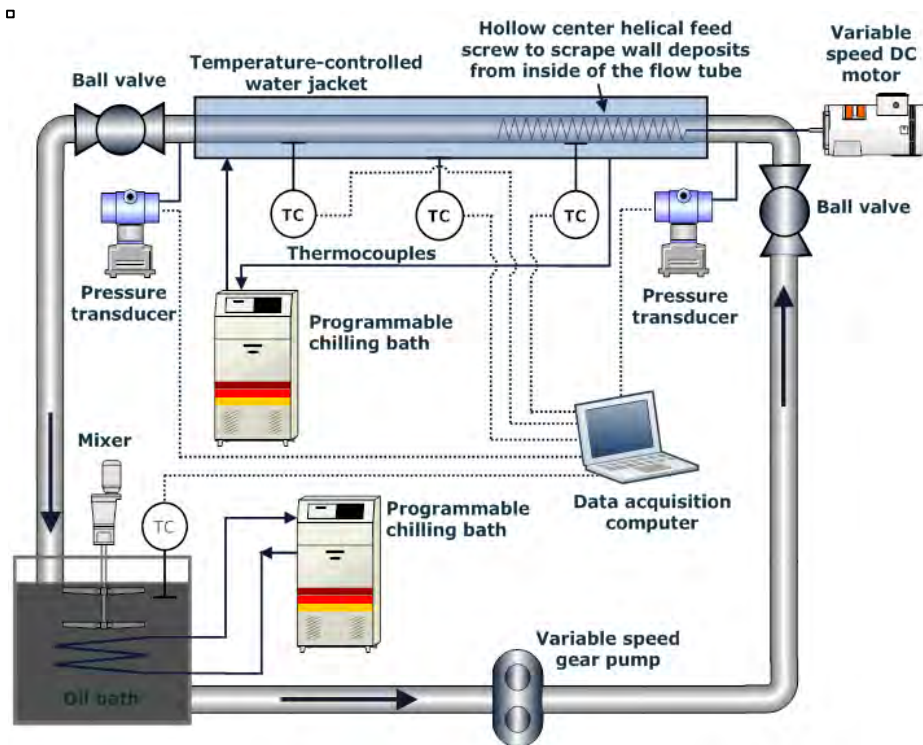 Hollow center helical feed
screw to scrape wall deposits
from inside of the flow tube
Variable
speed DC
motor
Temperature-controlled
water jacket
Ball valve
TC
TC
TC
Ball valve
Thermocouples
Pressure
transducer
Pressure
transducer
Programmable
chilling bath
Mixer
TC
Programmable
chilling bath
Data acquisition
computer
Variable speed
gear pump
Oil bath